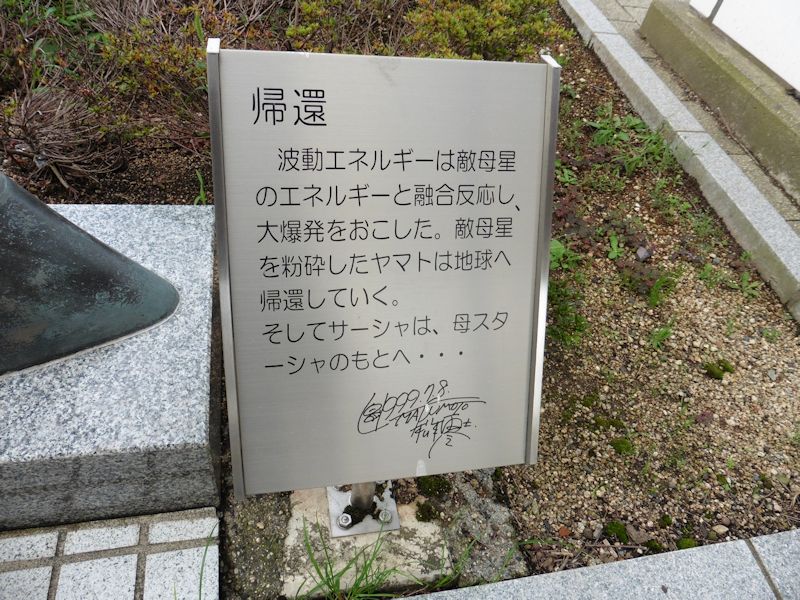 帰還
波動エネルギーは敵母星
のエネルギーと融合反応し、
大爆発をおこした。敵母星
を粉砕したヤマトは地球へ
帰還していく。
そしてサーシャは、母スタ
ーシャのもとへ・・・
1999.7.8.